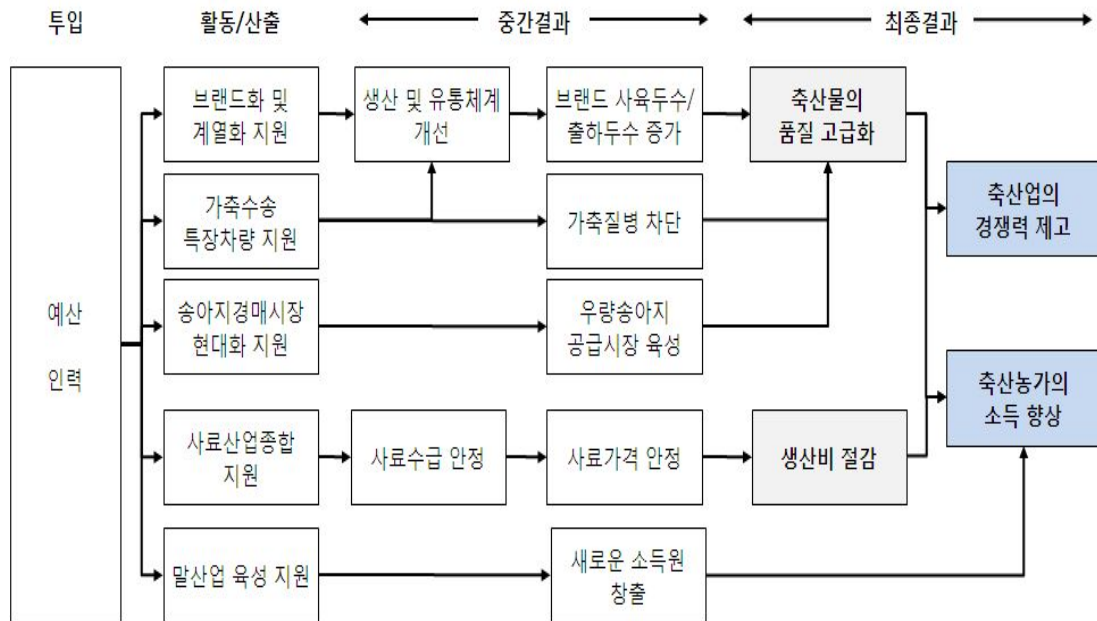 투입
활동/산출
중간결과
최종결과
예산
인력
브랜드화 및
계열화 지원
생산 및 유통체계
개선
브랜드 사육두수/
출하두수 증가
축산물의
품질 고급화
가축수송
특장차량 지원
가축질병 차단
축산업의
경쟁력 제고
송아지경매시장
현대화 지원
우량송아지
공급시장 육성
축산농가의
소득 향상
사료산업종합
지원
사료수급 안정
사료가격 안정
생산비 절감
말산업 육성 지원
새로운 소득원
창출